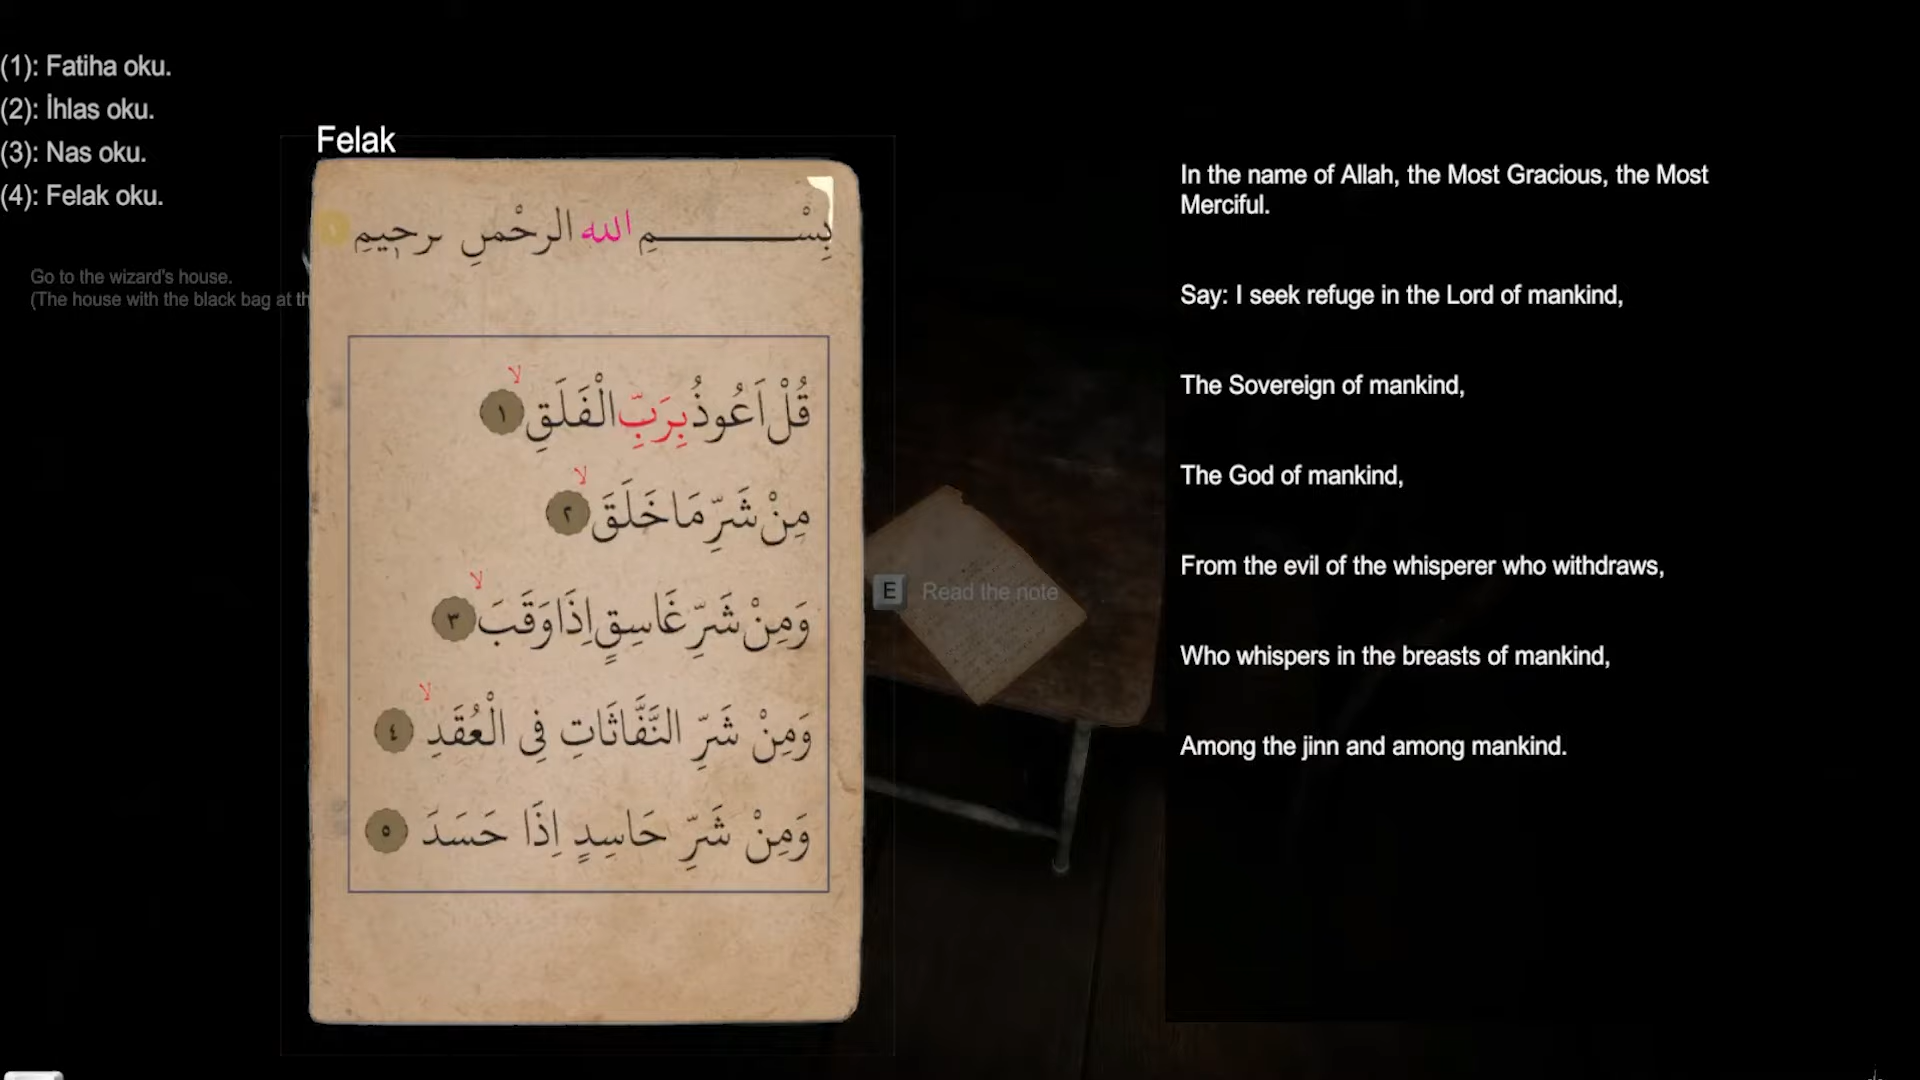 (1): Fatiha oku.
(2): İhlas oku.
(3): Nas oku.
(4): Felak oku.
Go to the wizard's house.
(The house with the black bag at th
Felak
بِسْمِ الله الرحْمنِ الرحيمِ
قُلْ اَعُوذُ بِرَبِّ الْفَلَقِ ١
مِنْ شَرِّ مَا خَلَقَ ٢
وَمِنْ شَرِّ غَاسِقٍ اِذَا وَقَبَ ٣
وَمِنْ شَرِّ النَّفَّاثَاتِ فِى الْعُقَدِ ٤
وَمِنْ شَرِّ حَاسِدٍ اِذَا حَسَدَ ٥
E Read the note
In the name of Allah, the Most Gracious, the Most
Merciful.
Say: I seek refuge in the Lord of mankind,
The Sovereign of mankind,
The God of mankind,
From the evil of the whisperer who withdraws,
Who whispers in the breasts of mankind,
Among the jinn and among mankind.